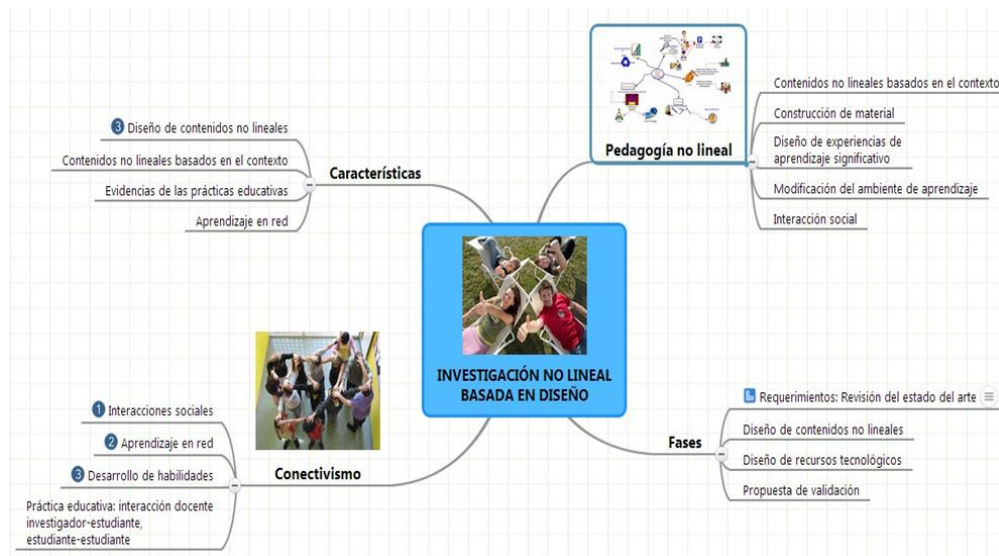 Pedagogía no lineal
Contenidos no lineales basados en el contexto
Construcción de material
Diseño de experiencias de
aprendizaje significativo
Modificación del ambiente de aprendizaje
Interacción social
3 Diseño de contenidos no lineales
Contenidos no lineales basados en el contexto
Evidencias de las prácticas educativas
Aprendizaje en red
Características
INVESTIGACIÓN NO LINEAL
BASADA EN DISEÑO
1 Interacciones sociales
2 Aprendizaje en red
3 Desarrollo de habilidades
Práctica educativa: interacción docente
investigador-estudiante,
estudiante-estudiante
Conectivismo
Fases
Requerimientos: Revisión del estado del arte
Diseño de contenidos no lineales
Diseño de recursos tecnológicos
Propuesta de validación